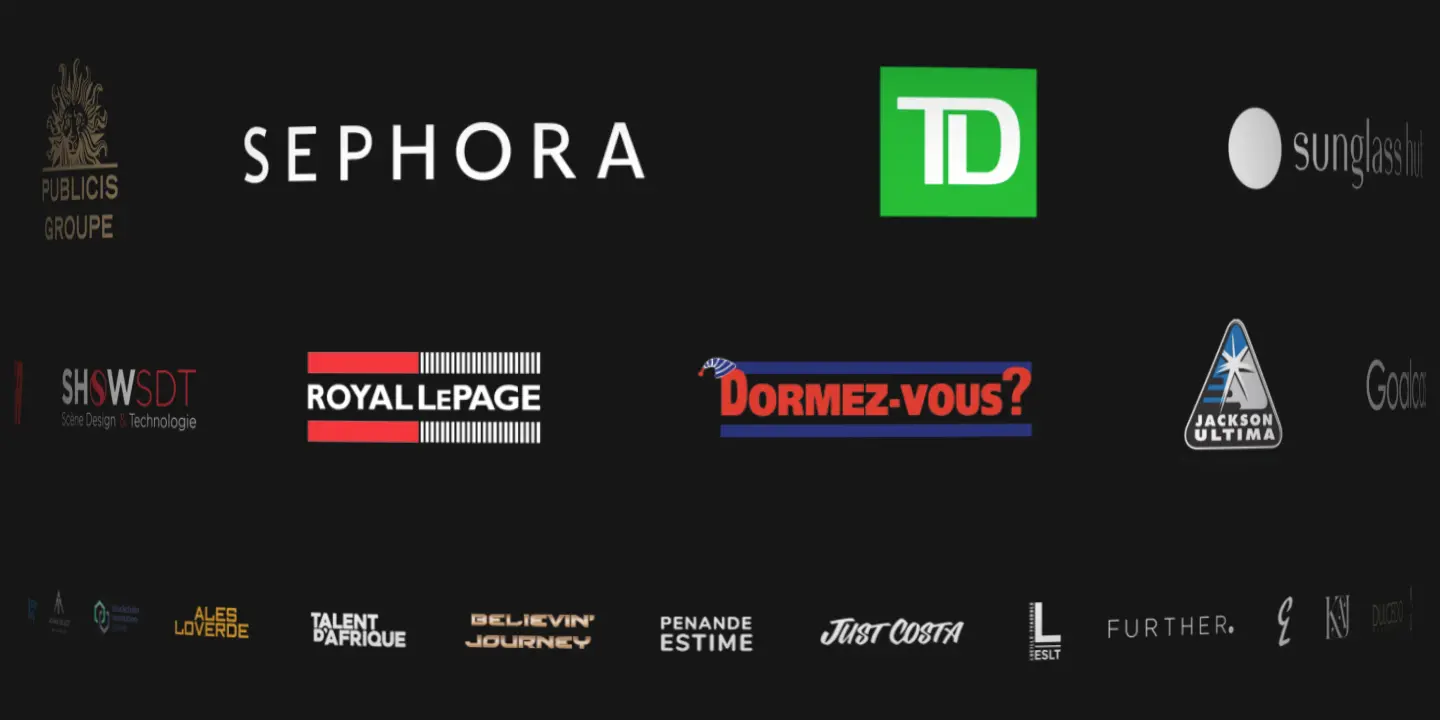 PUBLICIS
GROUPE
SEPHORA
TD
sunglass hut
SHOWSDT
Scène Design & Technologie
ROYAL LEPAGE
DORMEZ-VOUS?
JACKSON
ULTIMA
ALES
LOVERDE
TALENT
D'AFRIQUE
BELIEVIN'
JOURNEY
PENANDE
ESTIME
JUST COSTA
L
ESLT
FURTHER.